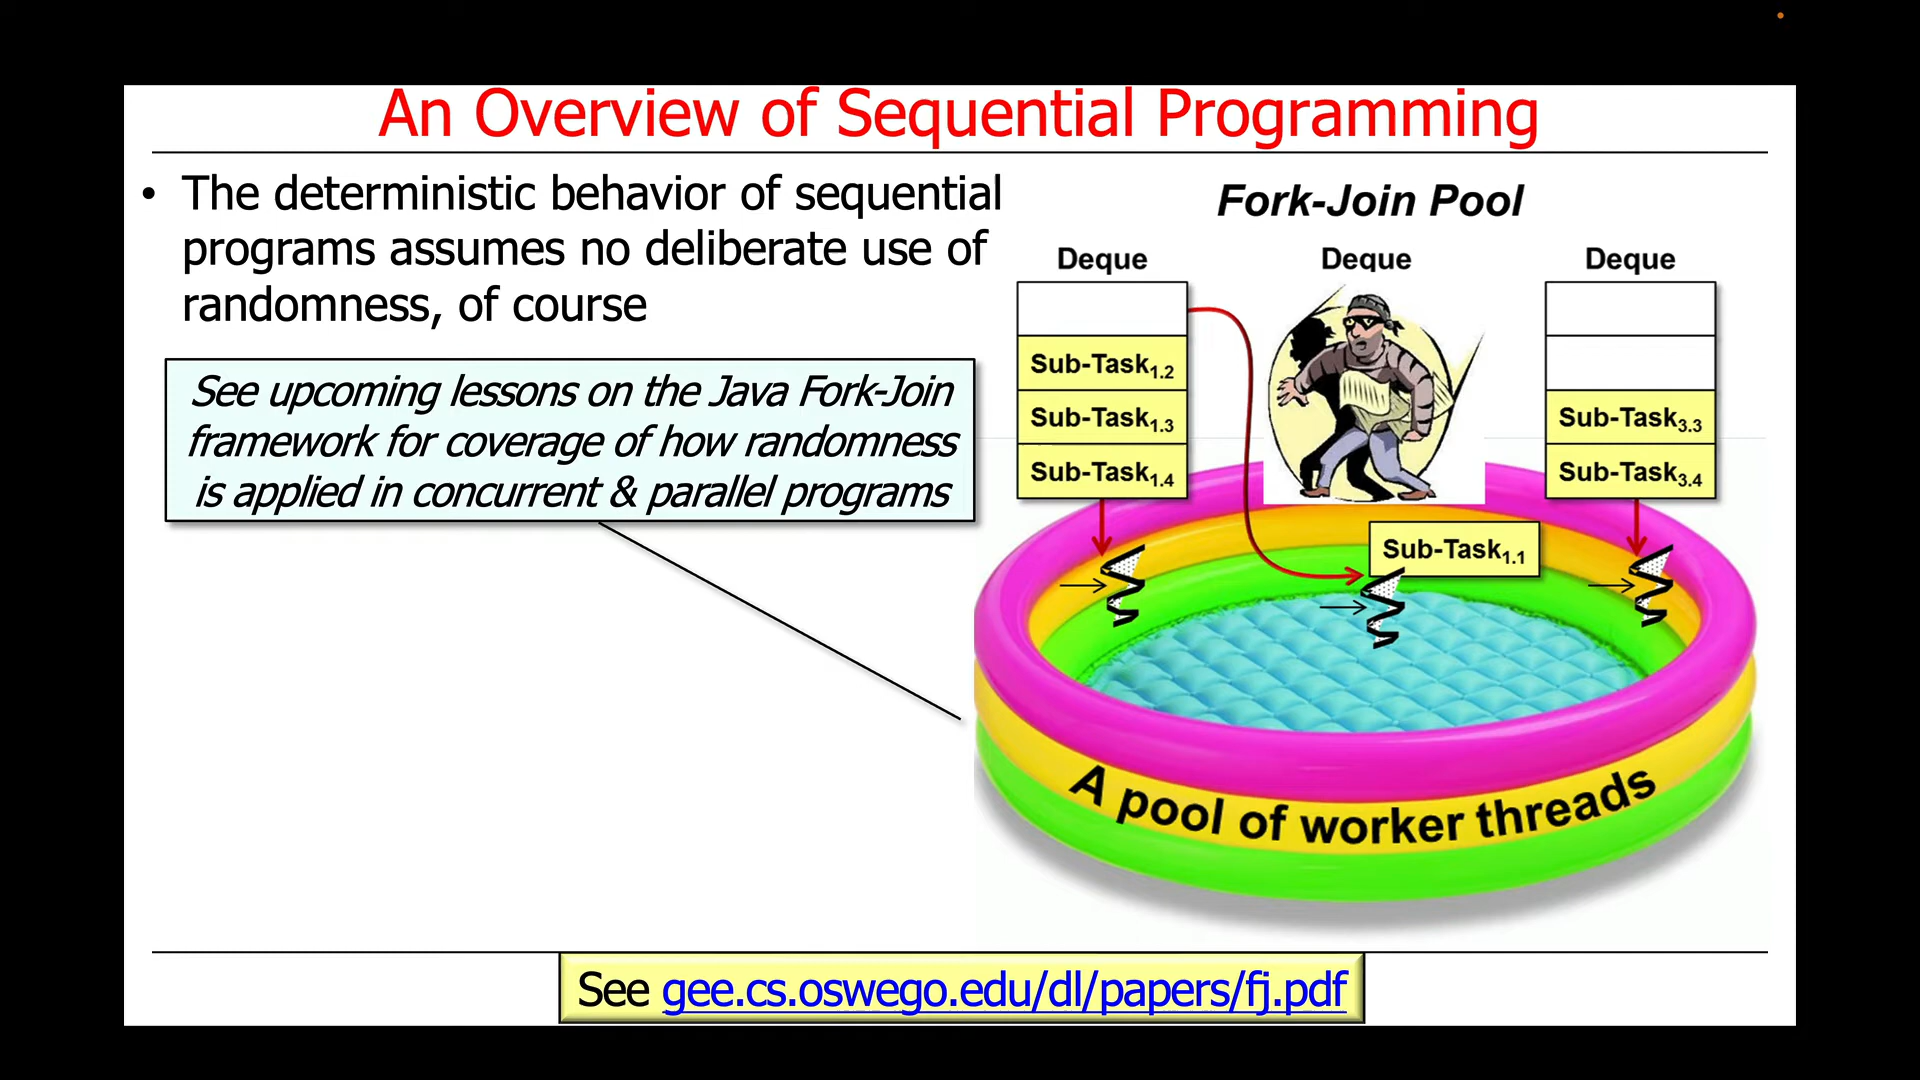 An Overview of Sequential Programming
• The deterministic behavior of sequential
programs assumes no deliberate use of
randomness, of course
See upcoming lessons on the Java Fork-Join
framework for coverage of how randomness
is applied in concurrent & parallel programs
Fork-Join Pool
Deque
Deque
Deque
Sub-Task1.2
Sub-Task1.3
Sub-Task1.4
Sub-Task3.3
Sub-Task3.4
Sub-Task1.1
A pool of worker threads
See gee.cs.oswego.edu/dl/papers/fj.pdf